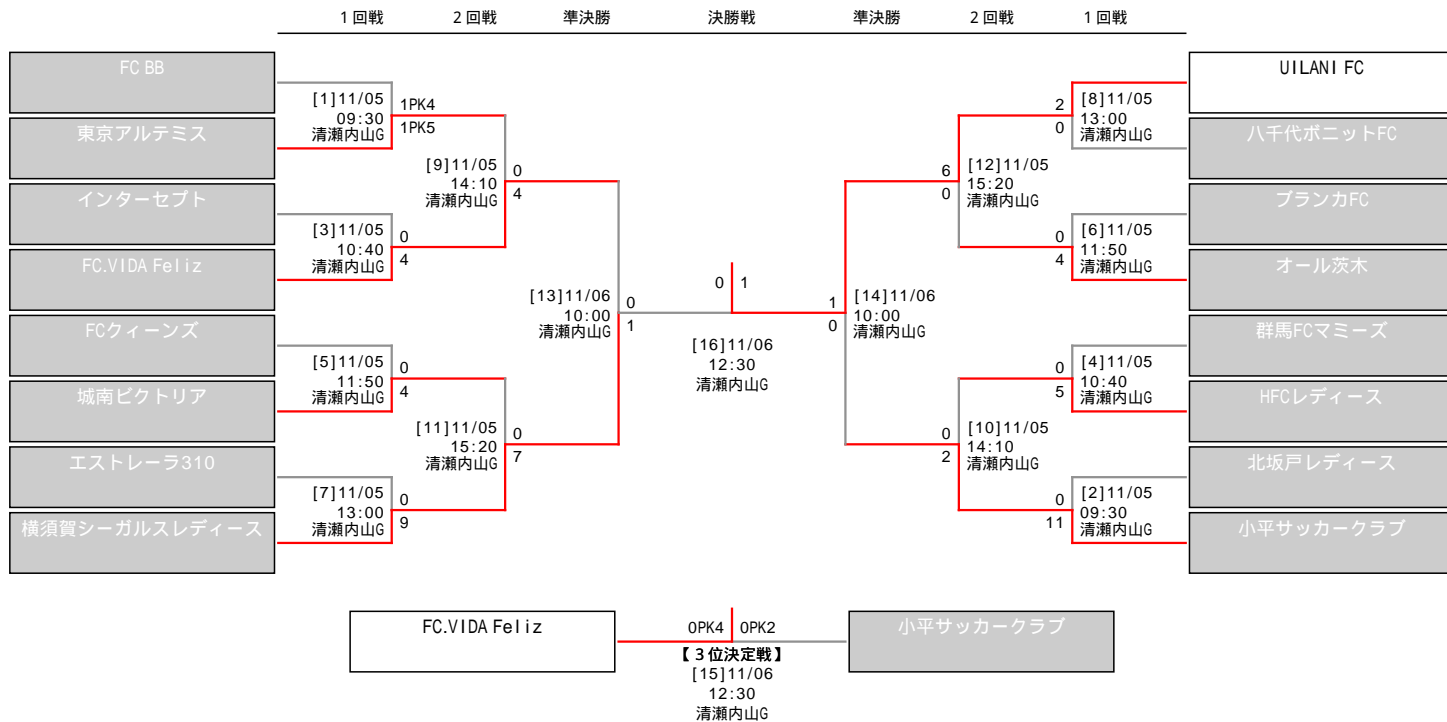 1回戦 2回戦 準決勝 決勝戦 準決勝 2回戦 1回戦
FC BB
[1]11/05
09:30
清瀬内山G
1PK4
1PK5
東京アルテミス
[9]11/05
14:10
清瀬内山G
0
4
インターセプト
[3]11/05
10:40
清瀬内山G
0
4
FC.VIDA Feliz
[13]11/06
10:00
清瀬内山G
0
1
FCクィーンズ
[5]11/05
11:50
清瀬内山G
0
4
城南ビクトリア
[11]11/05
15:20
清瀬内山G
0
7
エストレーラ310
[7]11/05
13:00
清瀬内山G
0
9
横須賀シーガルスレディース
0 1
[16]11/06
12:30
清瀬内山G
UILANI FC
2
0
[8]11/05
13:00
清瀬内山G
八千代ボニットFC
6
0
[12]11/05
15:20
清瀬内山G
ブランカFC
0
4
[6]11/05
11:50
清瀬内山G
オール茨木
1
0
[14]11/06
10:00
清瀬内山G
群馬FCマミーズ
0
5
[4]11/05
10:40
清瀬内山G
HFCレディース
0
2
[10]11/05
14:10
清瀬内山G
北坂戸レディース
0
11
[2]11/05
09:30
清瀬内山G
小平サッカークラブ
FC.VIDA Feliz 0PK4 0PK2 小平サッカークラブ
【3位決定戦】
[15]11/06
12:30
清瀬内山G